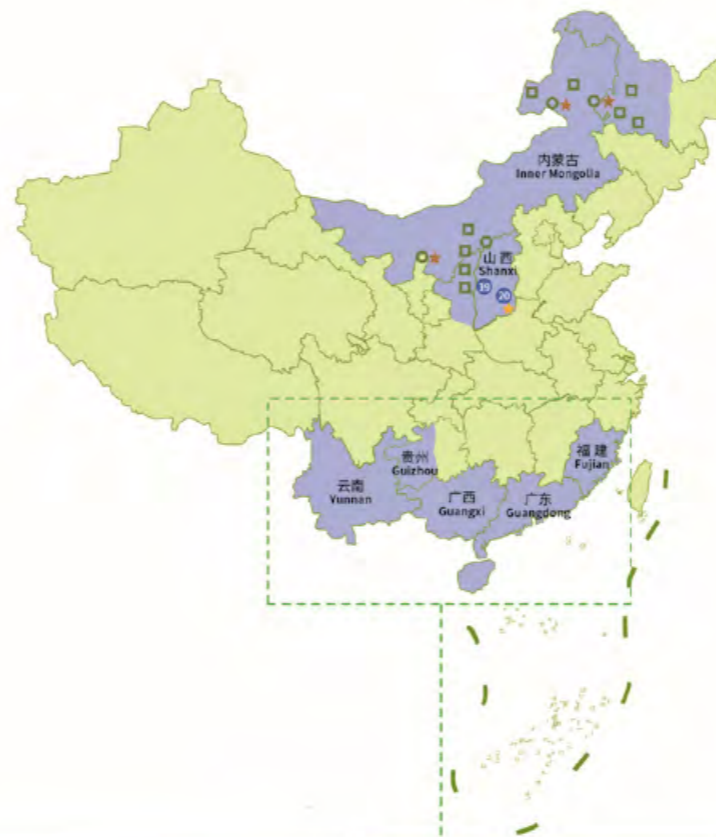 内蒙古
Inner Mongolia
山西
Shanxi
19
20
福建
Fujian
贵州
Guizhou
云南
Yunnan
广西
Guangxi
广东
Guangdong